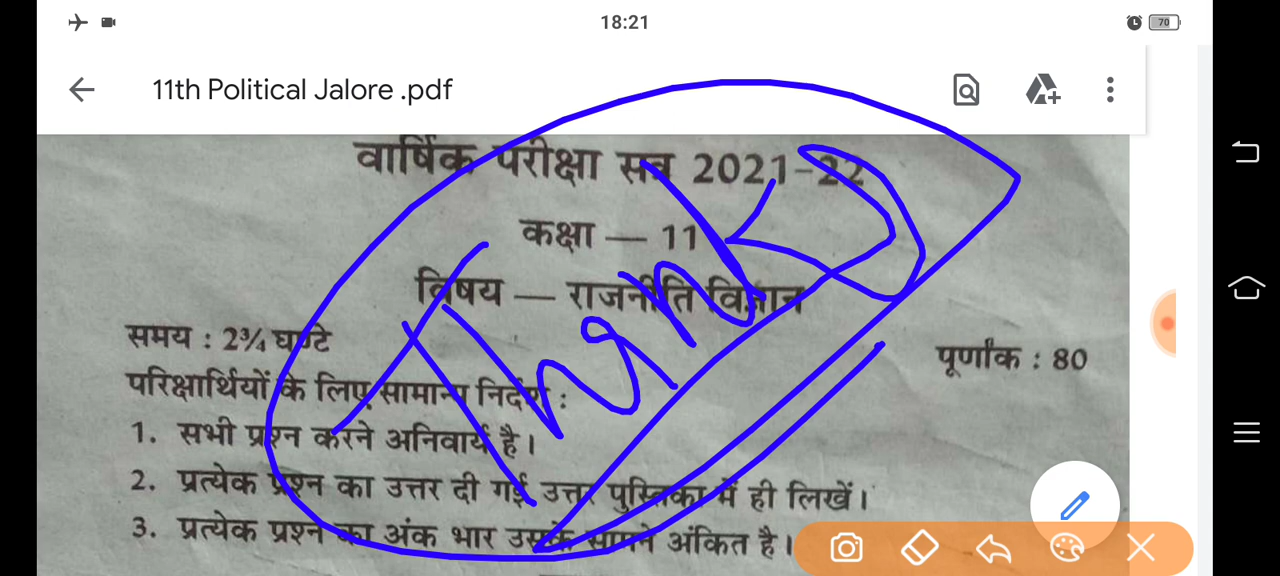 18:21
70
11th Political Jalore .pdf
वार्षिक परीक्षा सत्र 2021-22
कक्षा — 11
विषय — राजनीति विज्ञान
समय : 2¾ घण्टे
पूर्णांक : 80
परिक्षार्थियों के लिए सामान्य निर्देश :
1. सभी प्रश्न करने अनिवार्य है।
2. प्रत्येक प्रश्न का उत्तर दी गई उत्तर पुस्तिका में ही लिखें।
3. प्रत्येक प्रश्न का अंक भार उसके सामने अंकित है।